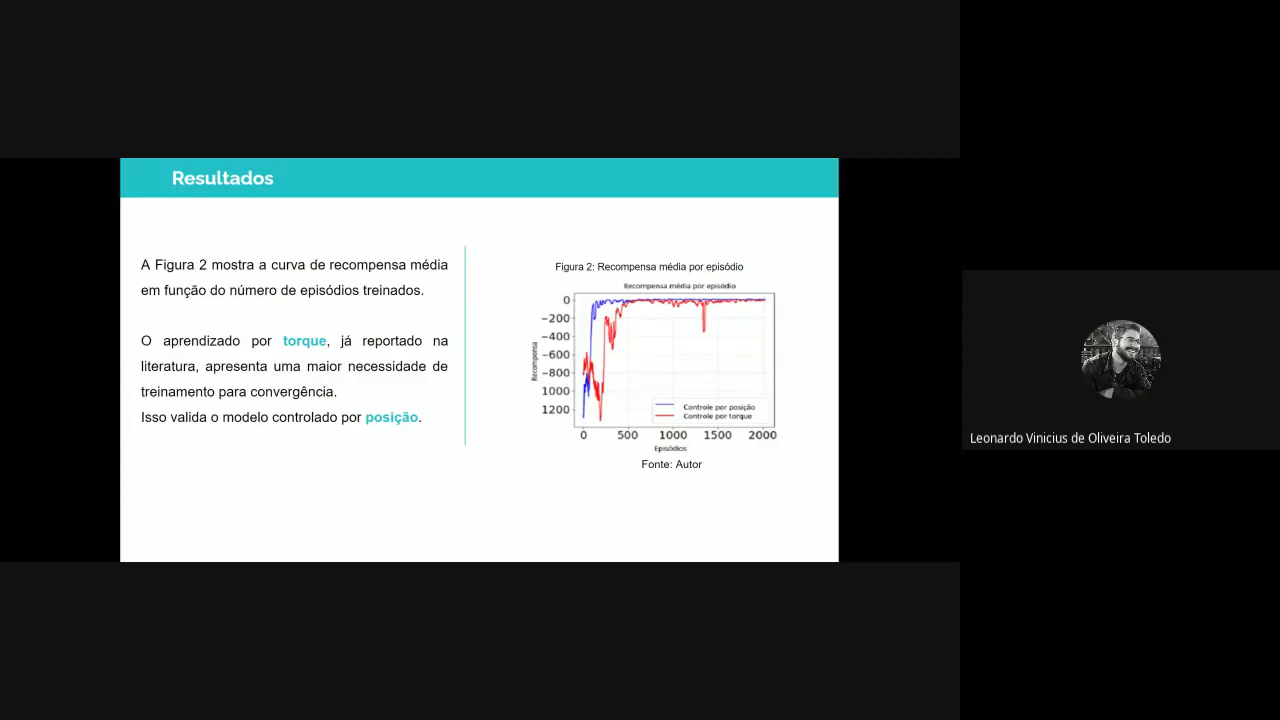 Resultados
A Figura 2 mostra a curva de recompensa média
em função do número de episódios treinados.
O aprendizado por torque, já reportado na
literatura, apresenta uma maior necessidade de
treinamento para convergência.
Isso valida o modelo controlado por posição.
Figura 2: Recompensa média por episódio
Recompensa média por episódio
Recompensa
0
−200
−400
−600
−800
1000
1200
Controle por posição
Controle por torque
0 500 1000 1500 2000
Episódios
Fonte: Autor
Leonardo Vinicius de Oliveira Toledo